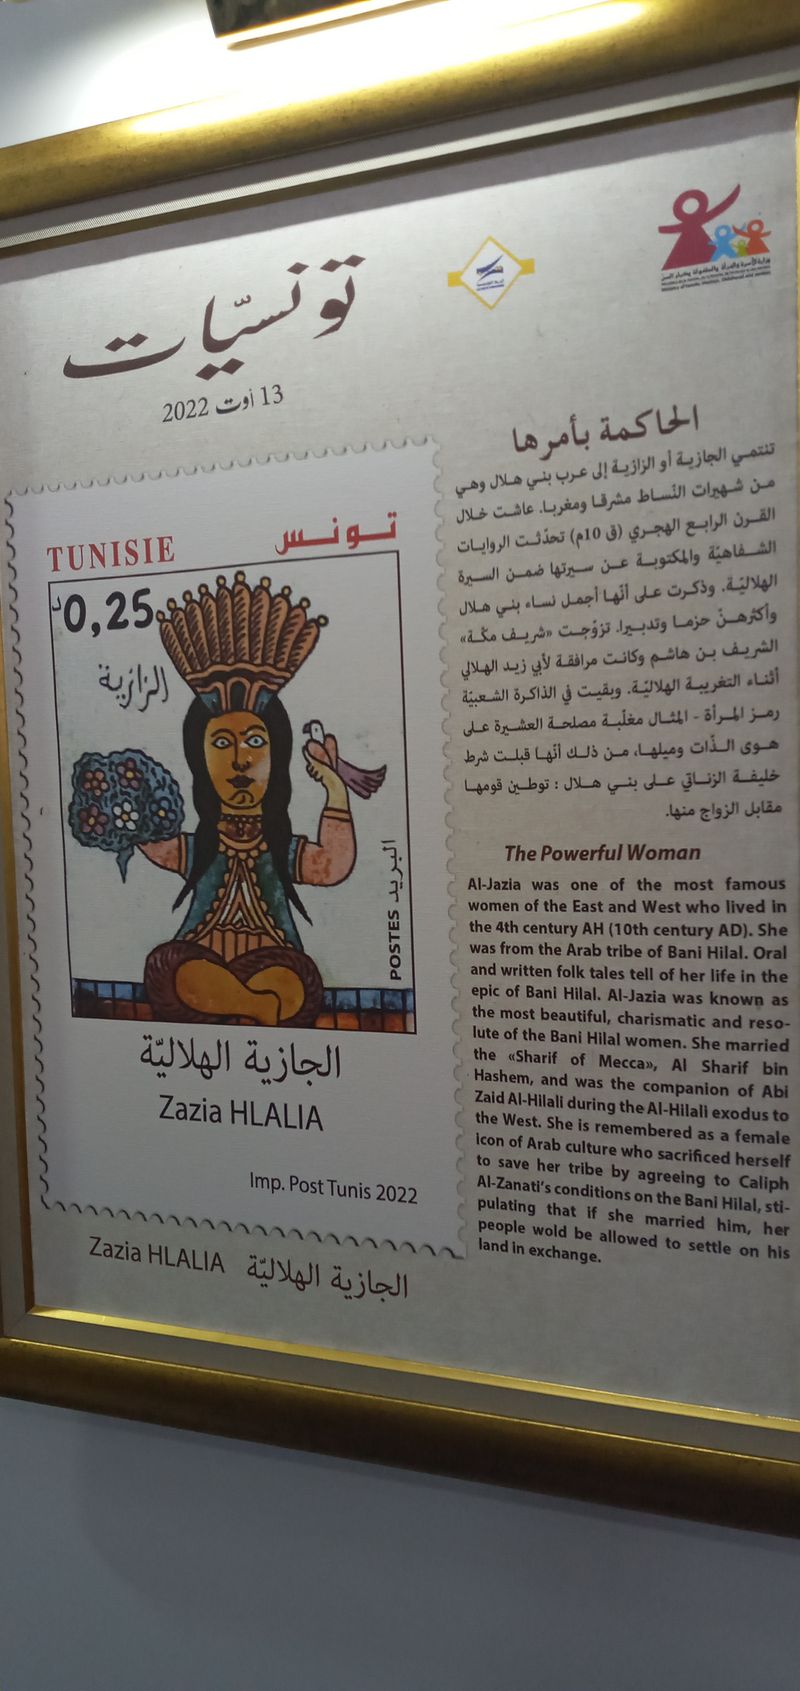 تونسيّات
13 أوت 2022
TUNISIE تونس
0,25د
الزازية
البريد POSTES
الجازية الهلاليّة
Zazia HLALIA
Imp. Post Tunis 2022
Zazia HLALIA الجازية الهلاليّة
وزارة الأسرة والمرأة والطفولة وكبار السن
الحاكمة بأمرها
تنتمي الجازية أو الزازية إلى عرب بني هلال وهي
من شهيرات النّساط مشرقا ومغربا. عاشت خلال
القرن الرابع الهجري (ق 10م) تحدّثت الروايات
الشفاهيّة والمكتوبة عن سيرتها ضمن السيرة
الهلاليّة. وذكرت على أنّها أجمل نساء بني هلال
وأكثرهنّ حزما وتدبيرا. تزوّجت «شريف مكّة»
الشريف بن هاشم وكانت مرافقة لأبي زيد الهلالي
أثناء التغريبة الهلاليّة. وبقيت في الذاكرة الشعبيّة
رمز المرأة - المثال مغلّبة مصلحة العشيرة على
هوى الذّات وميلها، من ذلك أنّها قبلت شرط
خليفة الزناتي على بني هلال : توطين قومها
مقابل الزواج منها.
The Powerful Woman
Al-Jazia was one of the most famous
women of the East and West who lived in
the 4th century AH (10th century AD). She
was from the Arab tribe of Bani Hilal. Oral
and written folk tales tell of her life in the
epic of Bani Hilal. Al-Jazia was known as
the most beautiful, charismatic and reso-
lute of the Bani Hilal women. She married
the «Sharif of Mecca», Al Sharif bin
Hashem, and was the companion of Abi
Zaid Al-Hilali during the Al-Hilali exodus to
the West. She is remembered as a female
icon of Arab culture who sacrificed herself
to save her tribe by agreeing to Caliph
Al-Zanati's conditions on the Bani Hilal, sti-
pulating that if she married him, her
people wold be allowed to settle on his
land in exchange.